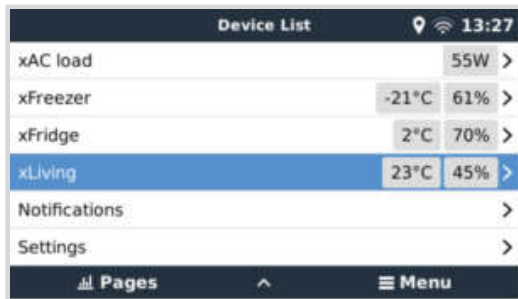 Device List 13:27
xAC load 55W
xFreezer -21°C 61%
xFridge 2°C 70%
xLiving 23°C 45%
Notifications
Settings
Pages Menu